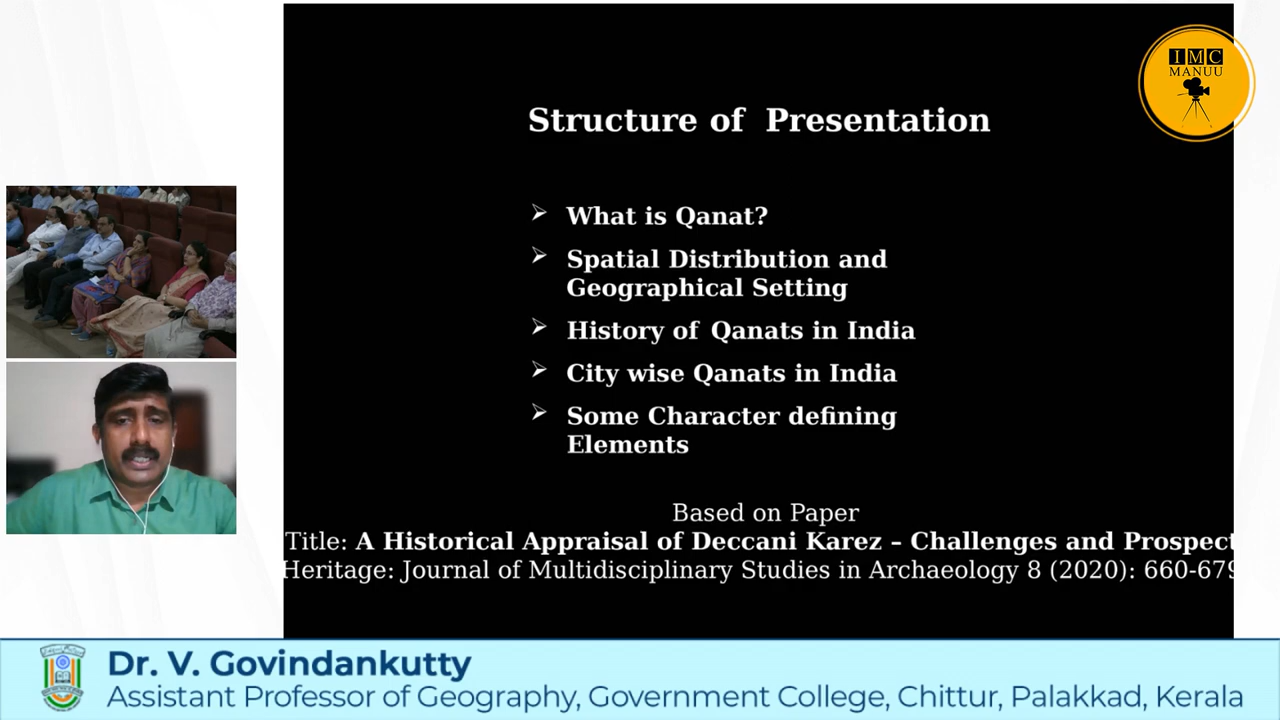 IMC
MANUU
Structure of Presentation
What is Qanat?
Spatial Distribution and
Geographical Setting
History of Qanats in India
City wise Qanats in India
Some Character defining
Elements
Based on Paper
Title: A Historical Appraisal of Deccani Karez – Challenges and Prospect
Heritage: Journal of Multidisciplinary Studies in Archaeology 8 (2020): 660-679
Dr. V. Govindankutty
Assistant Professor of Geography, Government College, Chittur, Palakkad, Kerala